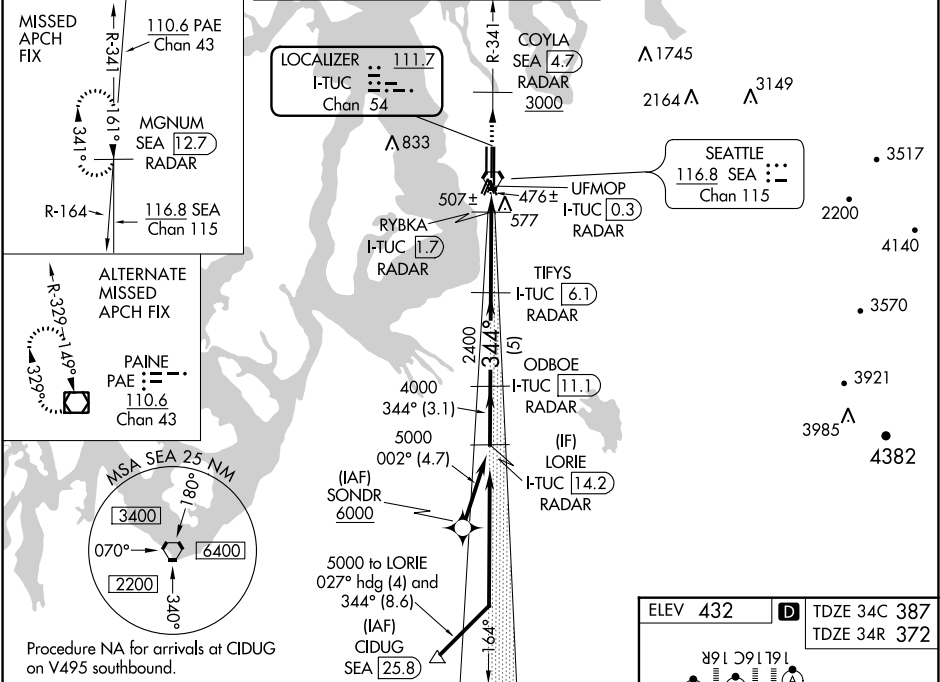 MISSED
APCH
FIX
R-341
110.6 PAE
Chan 43
161°
341°
MGNUM
SEA 12.7
RADAR
R-164
116.8 SEA
Chan 115
ALTERNATE
MISSED
APCH FIX
R-329
149°
329°
PAINE
PAE
110.6
Chan 43
MSA SEA 25 NM
180°
3400
070°
6400
2200
340°
Procedure NA for arrivals at CIDUG
on V495 southbound.
LOCALIZER 111.7
I-TUC
Chan 54
R-341
COYLA
SEA 4.7
RADAR
3000
1745
2164
3149
833
3517
SEATTLE
116.8 SEA
Chan 115
507±
476±
577
UFMOP
I-TUC 0.3
RADAR
2200
4140
RYBKA
I-TUC 1.7
RADAR
TIFYS
I-TUC 6.1
RADAR
3570
2400
344°
(5)
ODBOE
I-TUC 11.1
RADAR
4000
344° (3.1)
3921
3985
4382
5000
002° (4.7)
(IF)
LORIE
I-TUC 14.2
RADAR
(IAF)
SONDR
6000
5000 to LORIE
027° hdg (4) and
344° (8.6)
(IAF)
CIDUG
SEA 25.8
164°
ELEV 432
D
TDZE 34C 387
TDZE 34R 372
16R
16C
16L
A